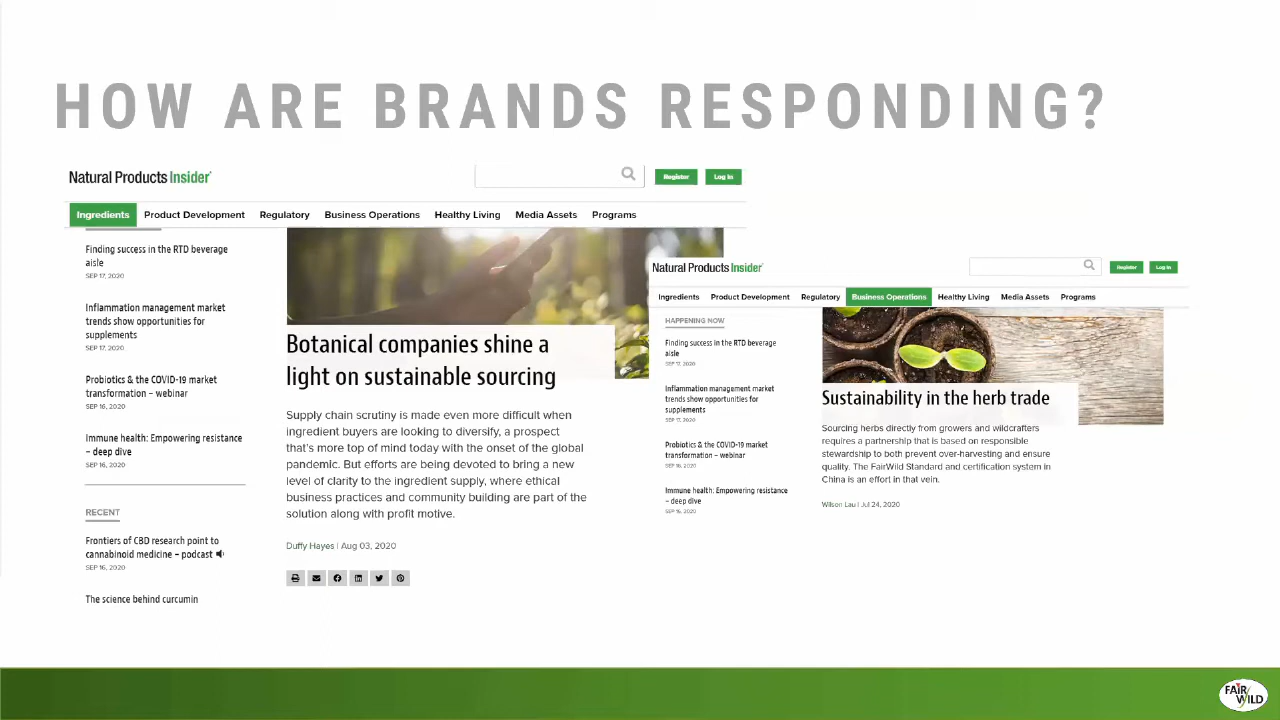 HOW ARE BRANDS RESPONDING?
Natural Products Insider
Register
Log In
Ingredients
Product Development
Regulatory
Business Operations
Healthy Living
Media Assets
Programs
Finding success in the RTD beverage
aisle
SEP 17, 2020
Inflammation management market
trends show opportunities for
supplements
SEP 17, 2020
Probiotics & the COVID-19 market
transformation – webinar
SEP 16, 2020
Immune health: Empowering resistance
– deep dive
SEP 16, 2020
RECENT
Frontiers of CBD research point to
cannabinoid medicine – podcast
SEP 16, 2020
The science behind curcumin
Botanical companies shine a
light on sustainable sourcing
Supply chain scrutiny is made even more difficult when
ingredient buyers are looking to diversify, a prospect
that's more top of mind today with the onset of the global
pandemic. But efforts are being devoted to bring a new
level of clarity to the ingredient supply, where ethical
business practices and community building are part of the
solution along with profit motive.
Duffy Hayes | Aug 03, 2020
Natural Products Insider
Register
Log In
Ingredients
Product Development
Regulatory
Business Operations
Healthy Living
Media Assets
Programs
HAPPENING NOW
Finding success in the RTD beverage
aisle
SEP 17, 2020
Inflammation management market
trends show opportunities for
supplements
SEP 17, 2020
Probiotics & the COVID-19 market
transformation – webinar
SEP 16, 2020
Immune health: Empowering resistance
– deep dive
SEP 16, 2020
Sustainability in the herb trade
Sourcing herbs directly from growers and wildcrafters
requires a partnership that is based on responsible
stewardship to both prevent over-harvesting and ensure
quality. The FairWild Standard and certification system in
China is an effort in that vein.
Wilson Lau | Jul 24, 2020
FAIR
WILD